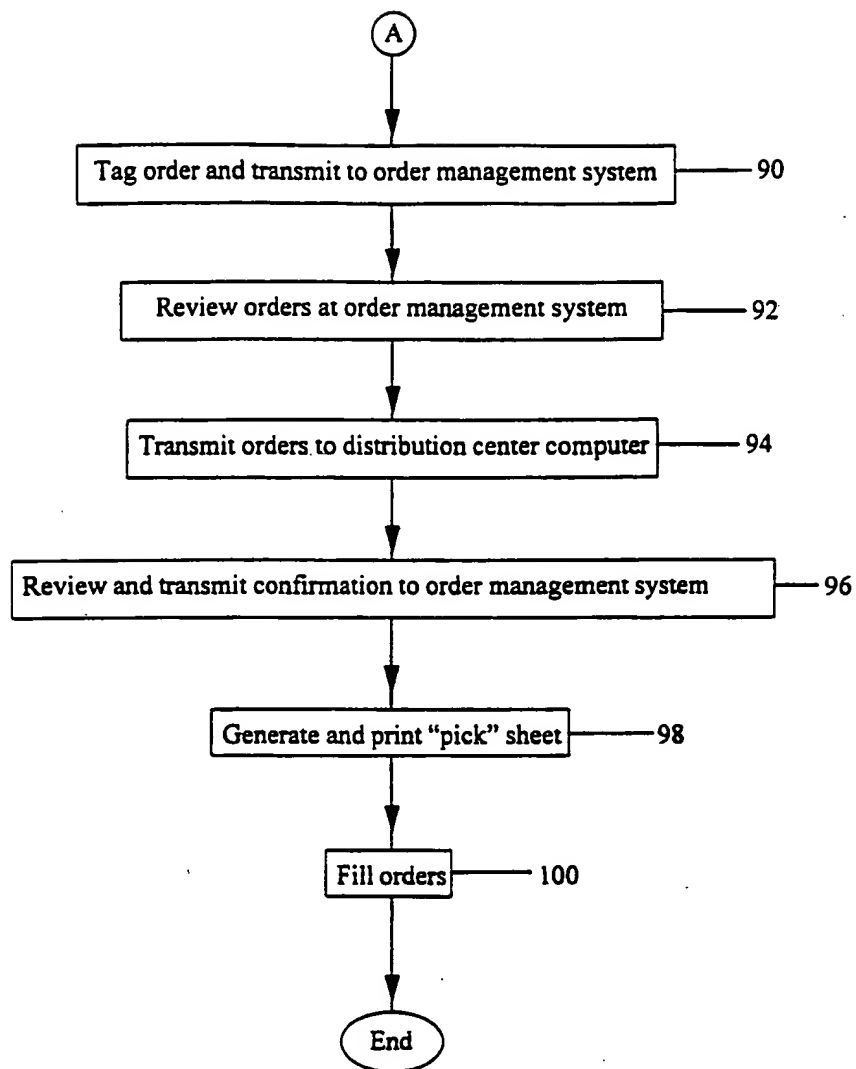 A
Tag order and transmit to order management system 90
Review orders at order management system 92
Transmit orders to distribution center computer 94
Review and transmit confirmation to order management system 96
Generate and print “pick” sheet 98
Fill orders 100
End